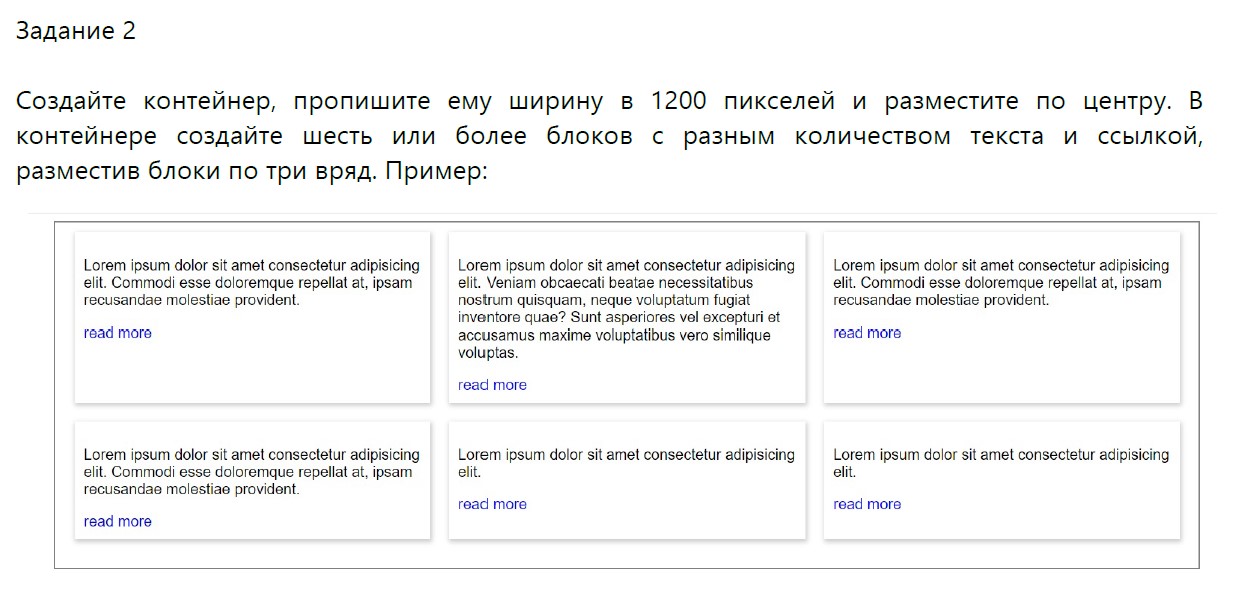 Задание 2
Создайте контейнер, пропишите ему ширину в 1200 пикселей и разместите по центру. В
контейнере создайте шесть или более блоков с разным количеством текста и ссылкой,
разместив блоки по три вряд. Пример:
Lorem ipsum dolor sit amet consectetur adipisicing
elit. Commodi esse doloremque repellat at, ipsam
recusandae molestiae provident.
read more
Lorem ipsum dolor sit amet consectetur adipisicing
elit. Veniam obcaecati beatae necessitatibus
nostrum quisquam, neque voluptatum fugiat
inventore quae? Sunt asperiores vel excepturi et
accusamus maxime voluptatibus vero similique
voluptas.
read more
Lorem ipsum dolor sit amet consectetur adipisicing
elit. Commodi esse doloremque repellat at, ipsam
recusandae molestiae provident.
read more
Lorem ipsum dolor sit amet consectetur adipisicing
elit. Commodi esse doloremque repellat at, ipsam
recusandae molestiae provident.
read more
Lorem ipsum dolor sit amet consectetur adipisicing
elit.
read more
Lorem ipsum dolor sit amet consectetur adipisicing
elit.
read more